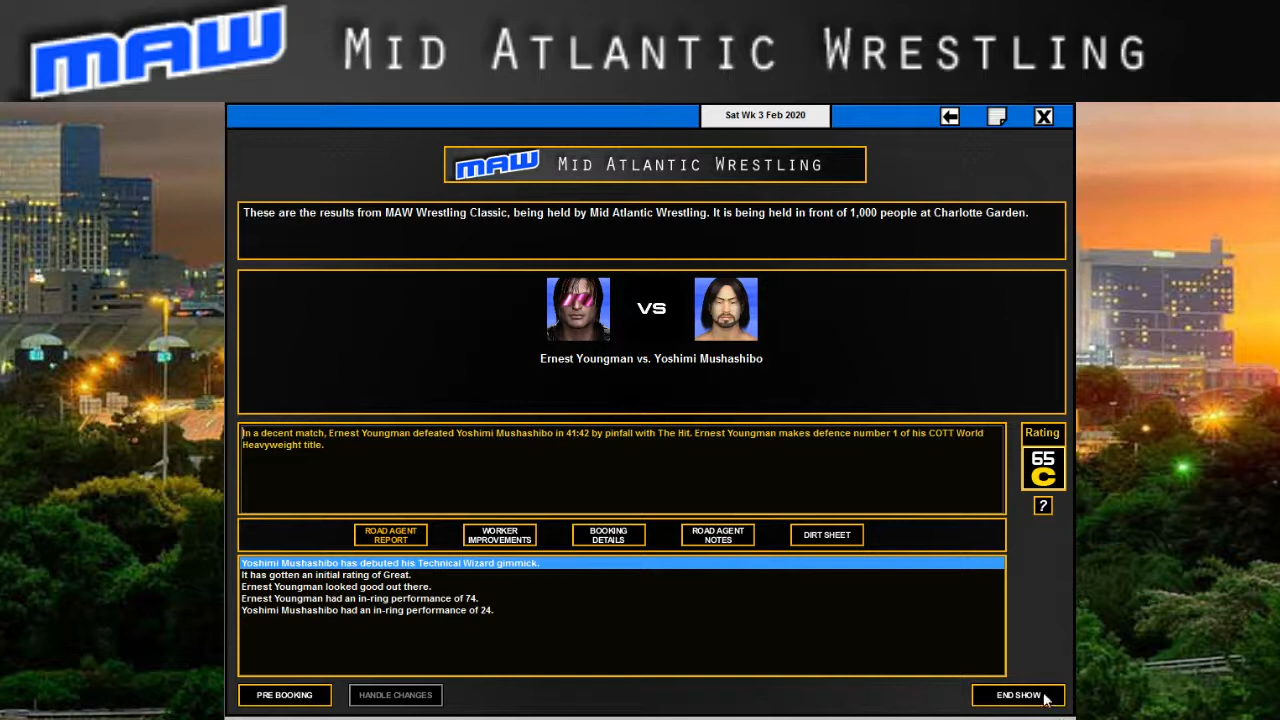 MAW MID ATLANTIC WRESTLING
Sat Wk 3 Feb 2020
MAW MID ATLANTIC WRESTLING
These are the results from MAW Wrestling Classic, being held by Mid Atlantic Wrestling. It is being held in front of 1,000 people at Charlotte Garden.
VS
Ernest Youngman vs. Yoshimi Mushashibo
In a decent match, Ernest Youngman defeated Yoshimi Mushashibo in 41:42 by pinfall with The Hit. Ernest Youngman makes defence number 1 of his COTT World
Heavyweight title.
Rating
65
C
?
ROAD AGENT
REPORT
WORKER
IMPROVEMENTS
BOOKING
DETAILS
ROAD AGENT
NOTES
DIRT SHEET
Yoshimi Mushashibo has debuted his Technical Wizard gimmick.
It has gotten an initial rating of Great.
Ernest Youngman looked good out there.
Ernest Youngman had an in-ring performance of 74.
Yoshimi Mushashibo had an in-ring performance of 24.
PRE BOOKING
HANDLE CHANGES
END SHOW